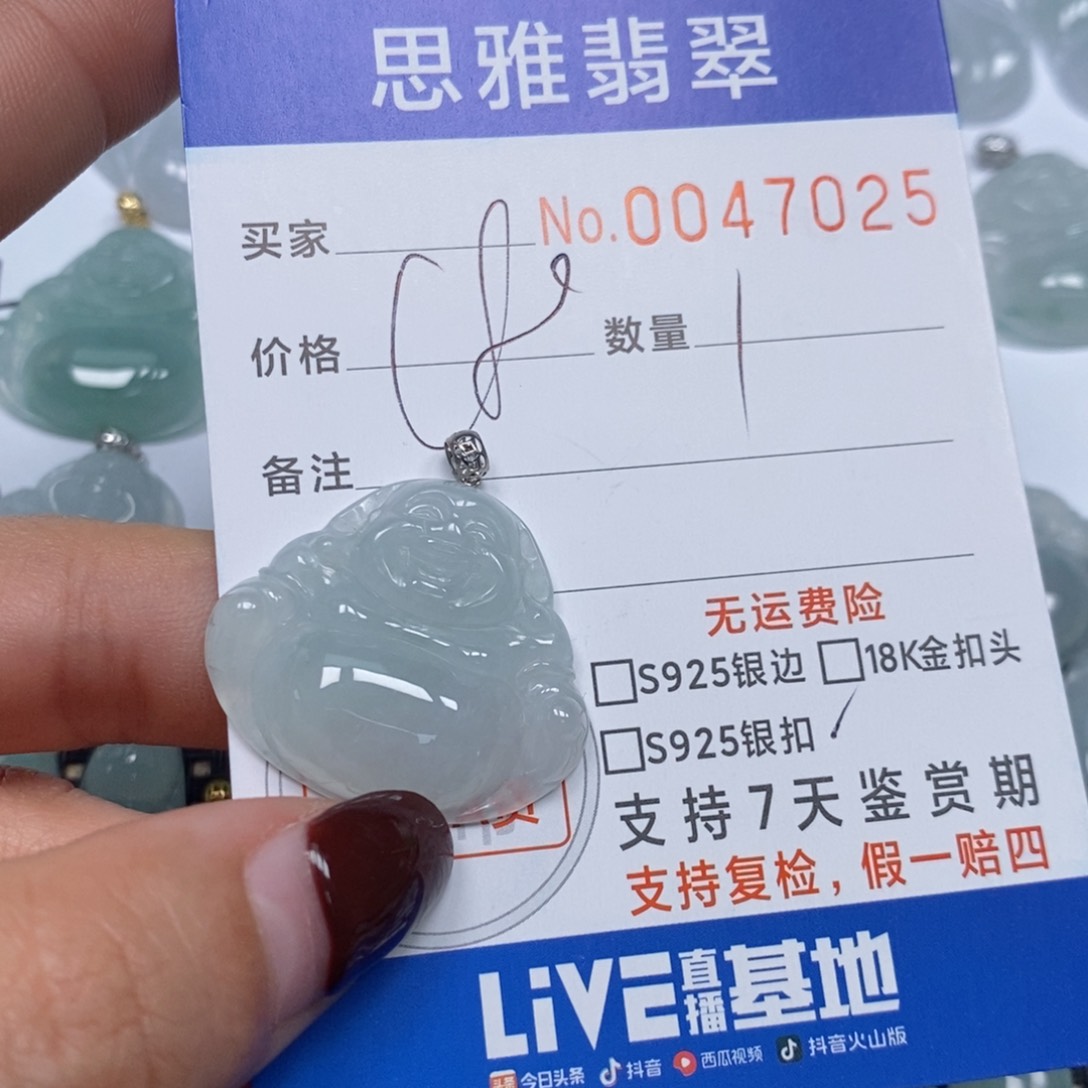 思雅翡翠
买家 No.0047025
价格 数量 1
备注
无运费险
S925银边 18K金扣头
S925银扣
支持7天鉴赏期
支持复检，假一赔四
LiVE直播基地
头条 今日头条 抖音 西瓜视频 抖音火山版